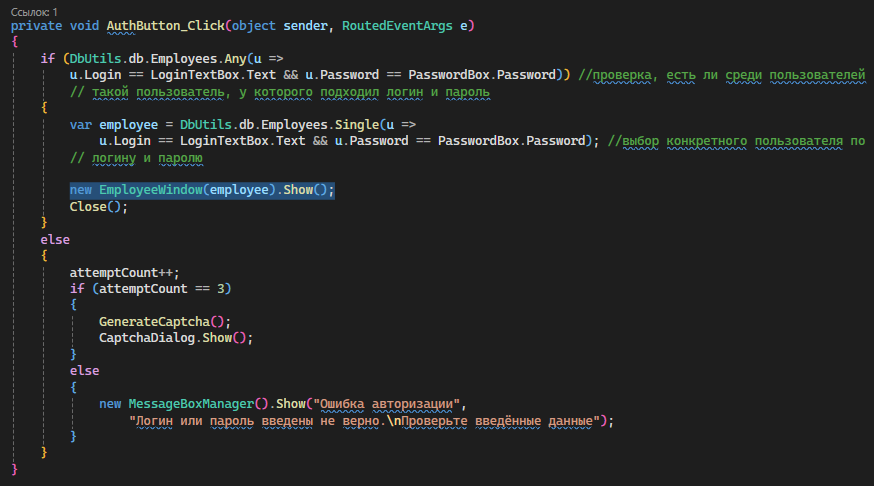 Ссылок: 1
private void AuthButton_Click(object sender, RoutedEventArgs e)
{
if (DbUtils.db.Employees.Any(u =>
u.Login == LoginTextBox.Text && u.Password == PasswordBox.Password)) //проверка, есть ли среди пользователей
// такой пользователь, у которого подходил логин и пароль
{
var employee = DbUtils.db.Employees.Single(u =>
u.Login == LoginTextBox.Text && u.Password == PasswordBox.Password); //выбор конкретного пользователя по
// логину и паролю
new EmployeeWindow(employee).Show();
Close();
}
else
{
attemptCount++;
if (attemptCount == 3)
{
GenerateCaptcha();
CaptchaDialog.Show();
}
else
{
new MessageBoxManager().Show("Ошибка авторизации",
"Логин или пароль введены не верно.\nПроверьте введённые данные");
}
}
}